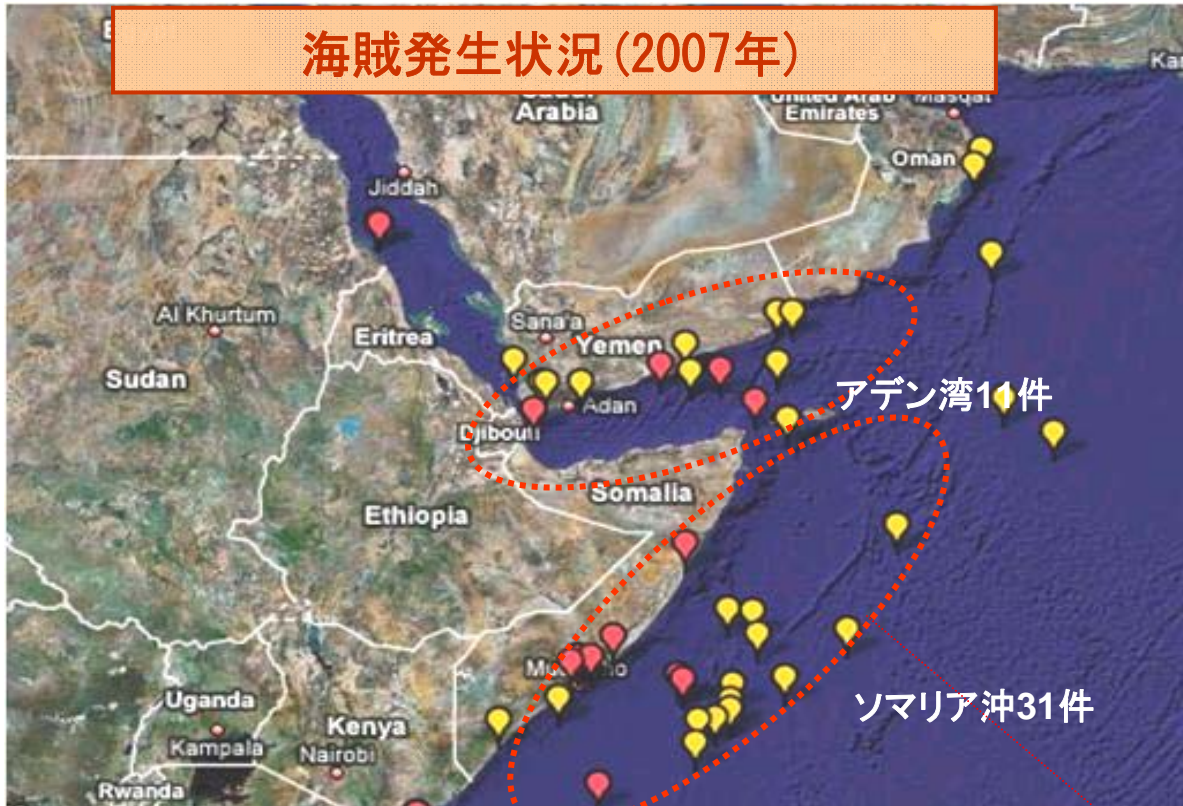 海賊発生状況(2007年)
Arabia
United Arab
Emirates
Masqat
Oman
Jiddah
Al Khurtum
Eritrea
Sana'a
Yemen
Sudan
アデン湾11件
Adan
Djibouti
Somalia
Ethiopia
ソマリア沖31件
Uganda
Kenya
Kampala
Nairobi
Rwanda